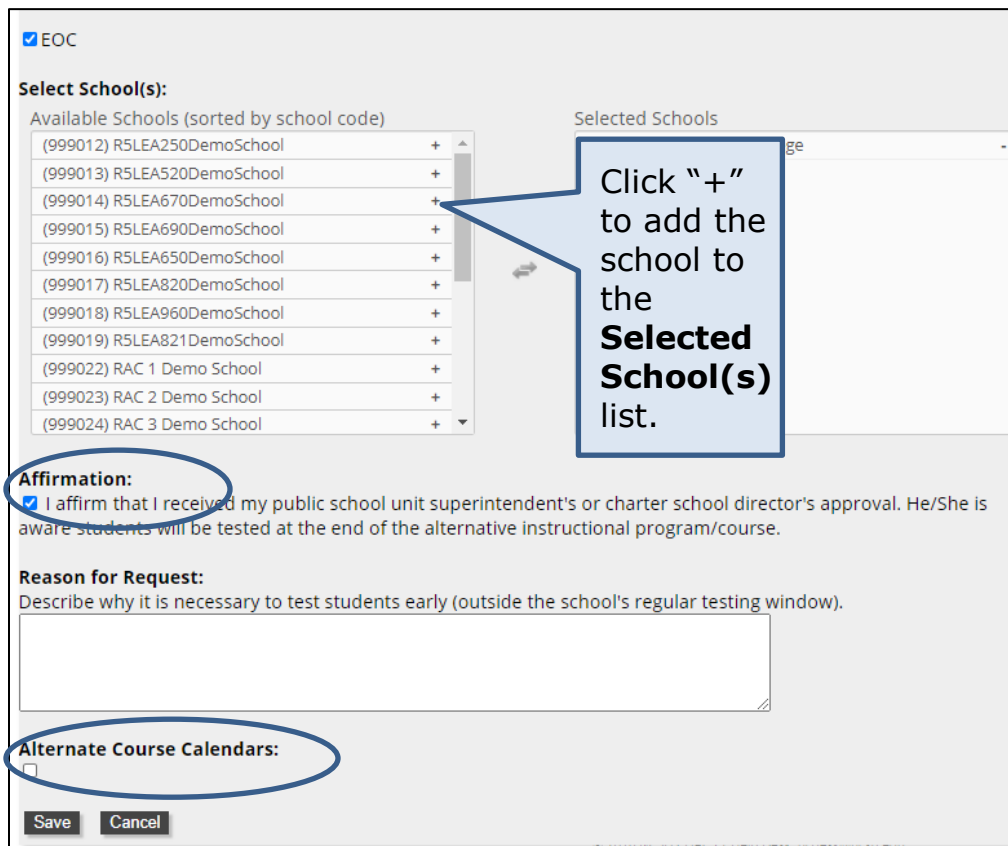 EOC
Select School(s):
Available Schools (sorted by school code)
Selected Schools
(999012) R5LEA250DemoSchool +
(999013) R5LEA520DemoSchool +
(999014) R5LEA670DemoSchool +
(999015) R5LEA690DemoSchool +
(999016) R5LEA650DemoSchool +
(999017) R5LEA820DemoSchool +
(999018) R5LEA960DemoSchool +
(999019) R5LEA821DemoSchool +
(999022) RAC 1 Demo School +
(999023) RAC 2 Demo School +
(999024) RAC 3 Demo School +
ge -
Click “+”
to add the
school to
the
Selected
School(s)
list.
Affirmation:
I affirm that I received my public school unit superintendent's or charter school director's approval. He/She is
aware students will be tested at the end of the alternative instructional program/course.
Reason for Request:
Describe why it is necessary to test students early (outside the school's regular testing window).
Alternate Course Calendars:
Save Cancel